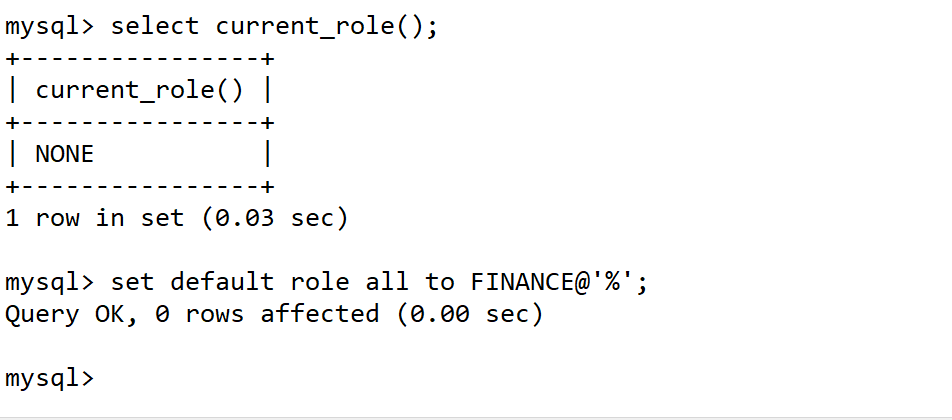 mysql> select current_role();
+----------------+
| current_role() |
+----------------+
| NONE           |
+----------------+
1 row in set (0.03 sec)
mysql> set default role all to FINANCE@'%';
Query OK, 0 rows affected (0.00 sec)
mysql>